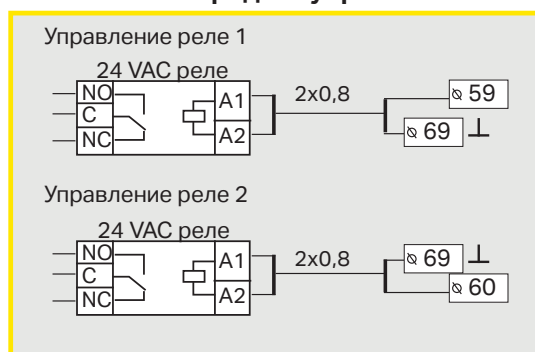 Управление реле 1
24 VAC реле
NO
C
NC
A1
A2
2x0,8
59
69
Управление реле 2
24 VAC реле
NO
C
NC
A1
A2
2x0,8
69
60